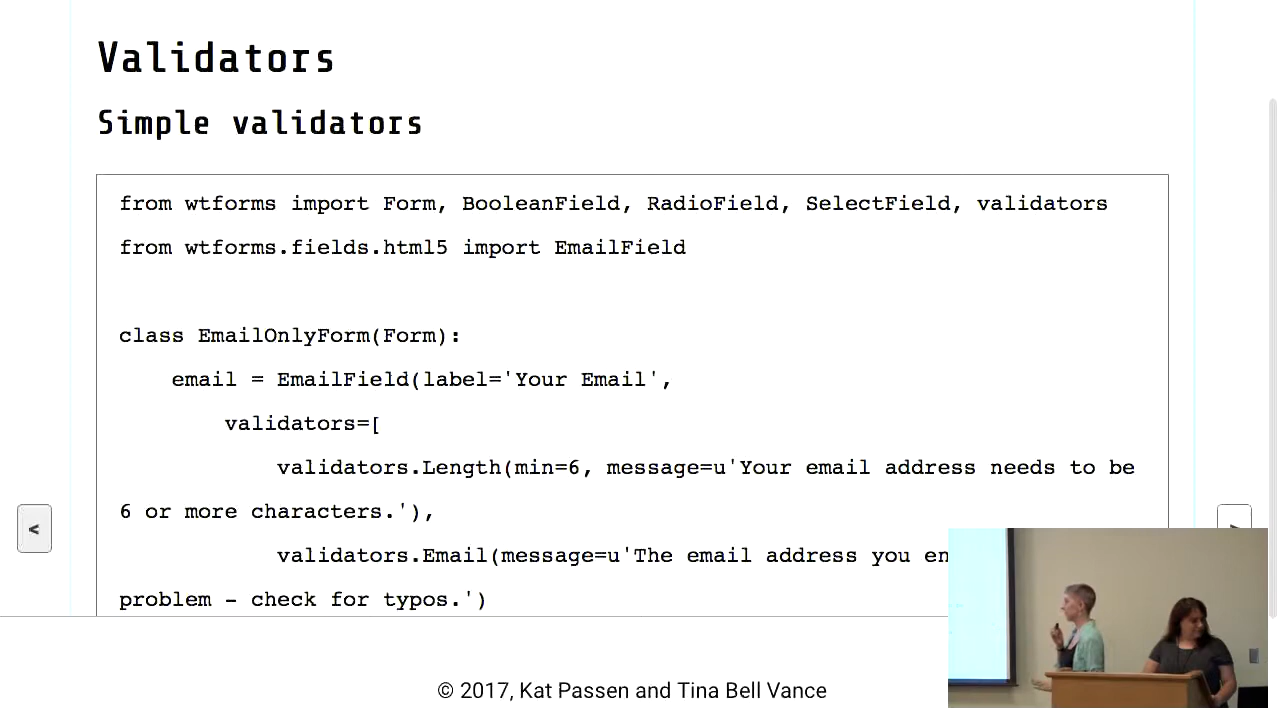 Validators
Simple validators
from wtforms import Form, BooleanField, RadioField, SelectField, validators
from wtforms.fields.html5 import EmailField
class EmailOnlyForm(Form):
    email = EmailField(label='Your Email',
        validators=[
            validators.Length(min=6, message=u'Your email address needs to be
6 or more characters.'),
            validators.Email(message=u'The email address you
problem – check for typos.')
<
© 2017, Kat Passen and Tina Bell Vance